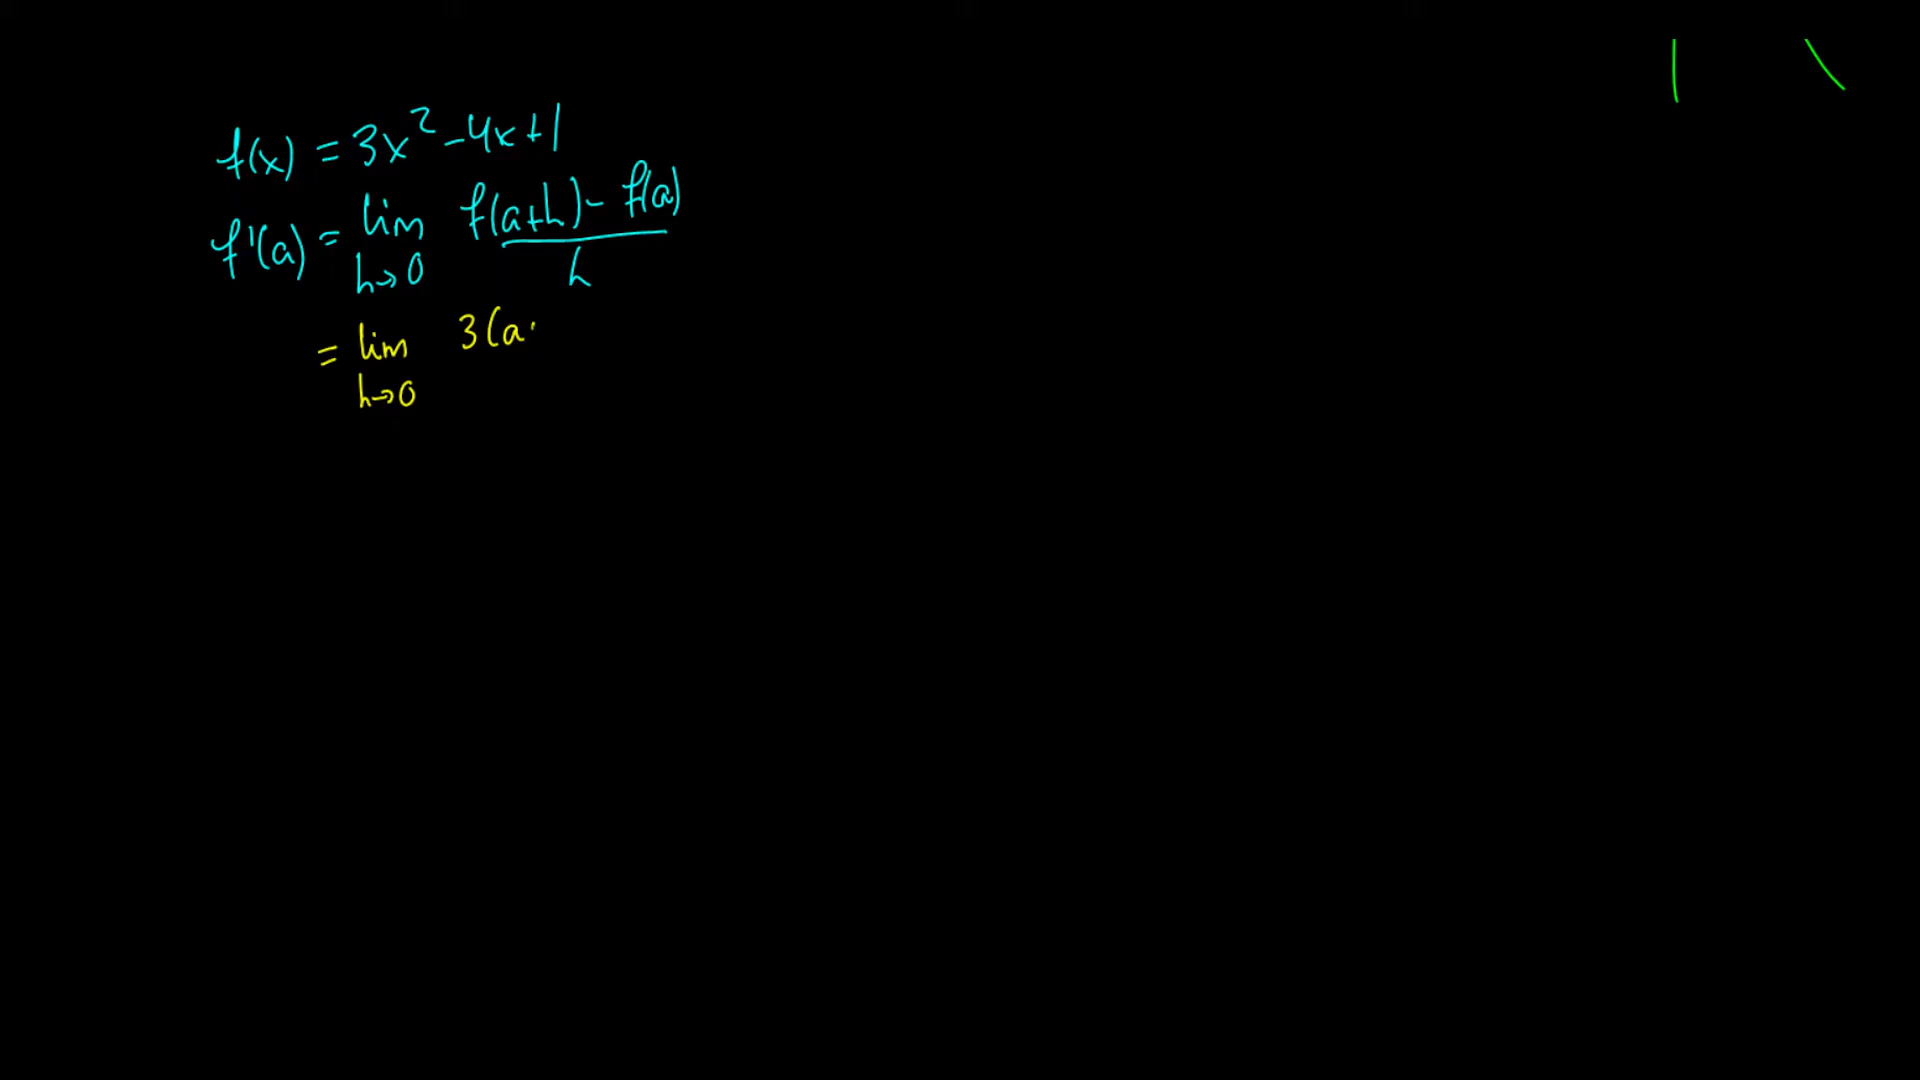 f(x) = 3x² - 4x + 1
f'(a) = lim h→0 f(a+h) - f(a) / h
= lim h→0 3(a